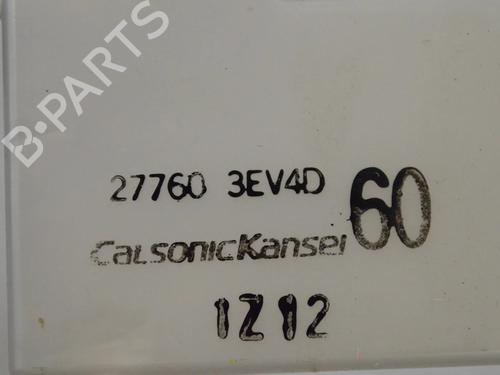 B·PARTS
27760 3EV4D
60
CalsonicKansei
1Z12